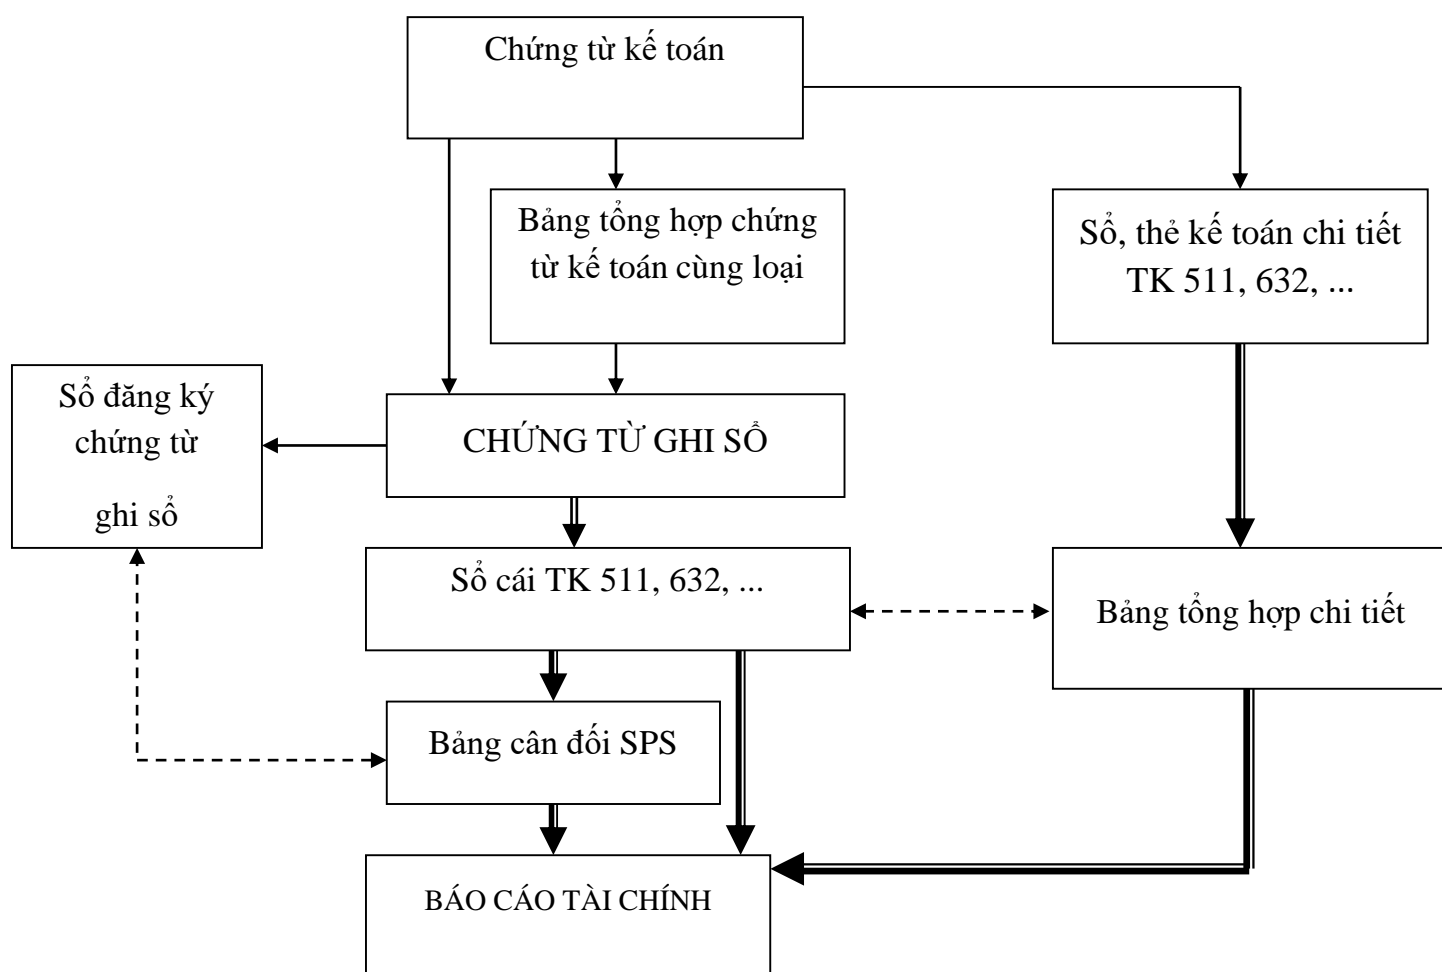 Chứng từ kế toán
Bảng tổng hợp chứng
từ kế toán cùng loại
Sổ, thẻ kế toán chi tiết
TK 511, 632, ...
Sổ đăng ký
chứng từ
ghi sổ
CHỨNG TỪ GHI SỔ
Sổ cái TK 511, 632, ...
Bảng tổng hợp chi tiết
Bảng cân đối SPS
BÁO CÁO TÀI CHÍNH